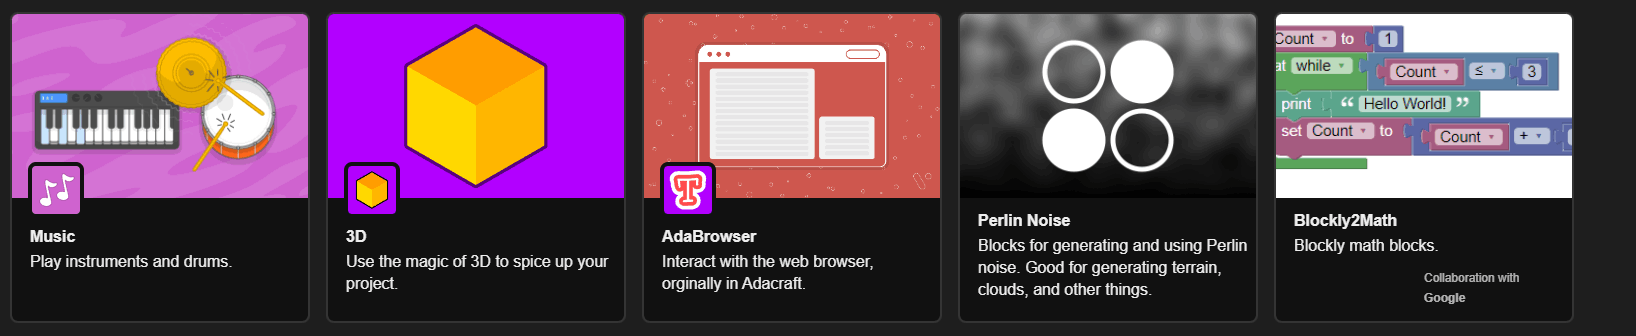 Music
Play instruments and drums.
3D
Use the magic of 3D to spice up your
project.
T
AdaBrowser
Interact with the web browser,
orginally in Adacraft.
Perlin Noise
Blocks for generating and using Perlin
noise. Good for generating terrain,
clouds, and other things.
Count to 1
at while Count ≤ 3
print “ Hello World! ”
set Count to Count +
Blockly2Math
Blockly math blocks.
Collaboration with
Google